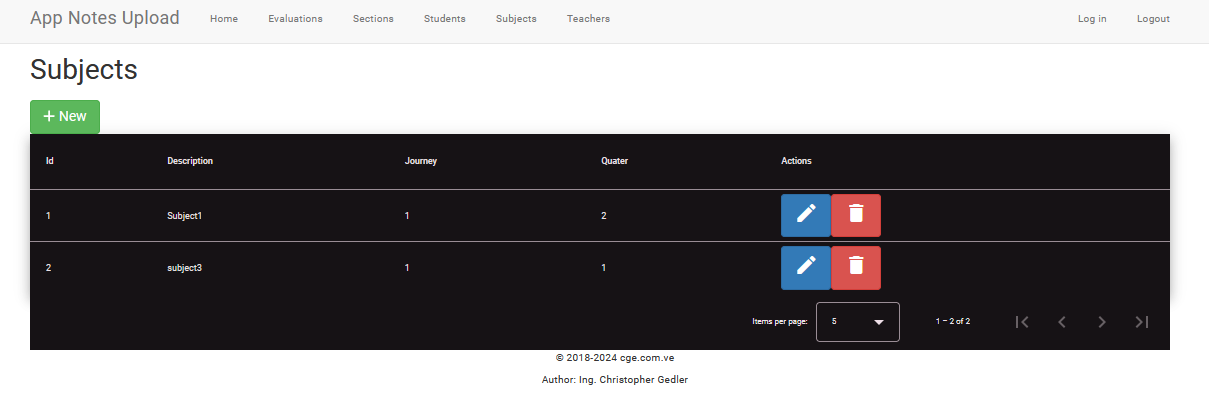 App Notes Upload Home Evaluations Sections Students Subjects Teachers Log in Logout
Subjects
+ New
Id Description Journey Quater Actions
1 Subject1 1 2
2 subject3 1 1
Items per page: 5 1 – 2 of 2
© 2018-2024 cge.com.ve
Author: Ing. Christopher Gedler